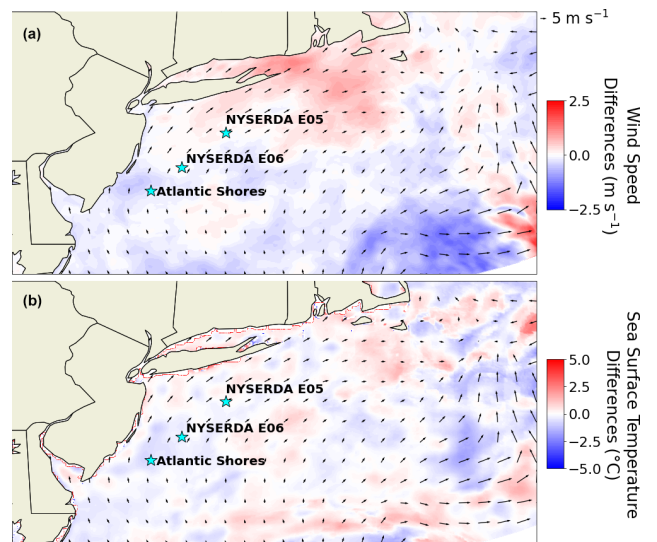 (a)
- 5 m s⁻¹
NYSERDA E05
NYSERDA E06
Atlantic Shores
2.5
0.0
−2.5
Wind Speed
Differences (m s⁻¹)
(b)
NYSERDA E05
NYSERDA E06
Atlantic Shores
5.0
2.5
0.0
−2.5
−5.0
Sea Surface Temperature
Differences (°C)